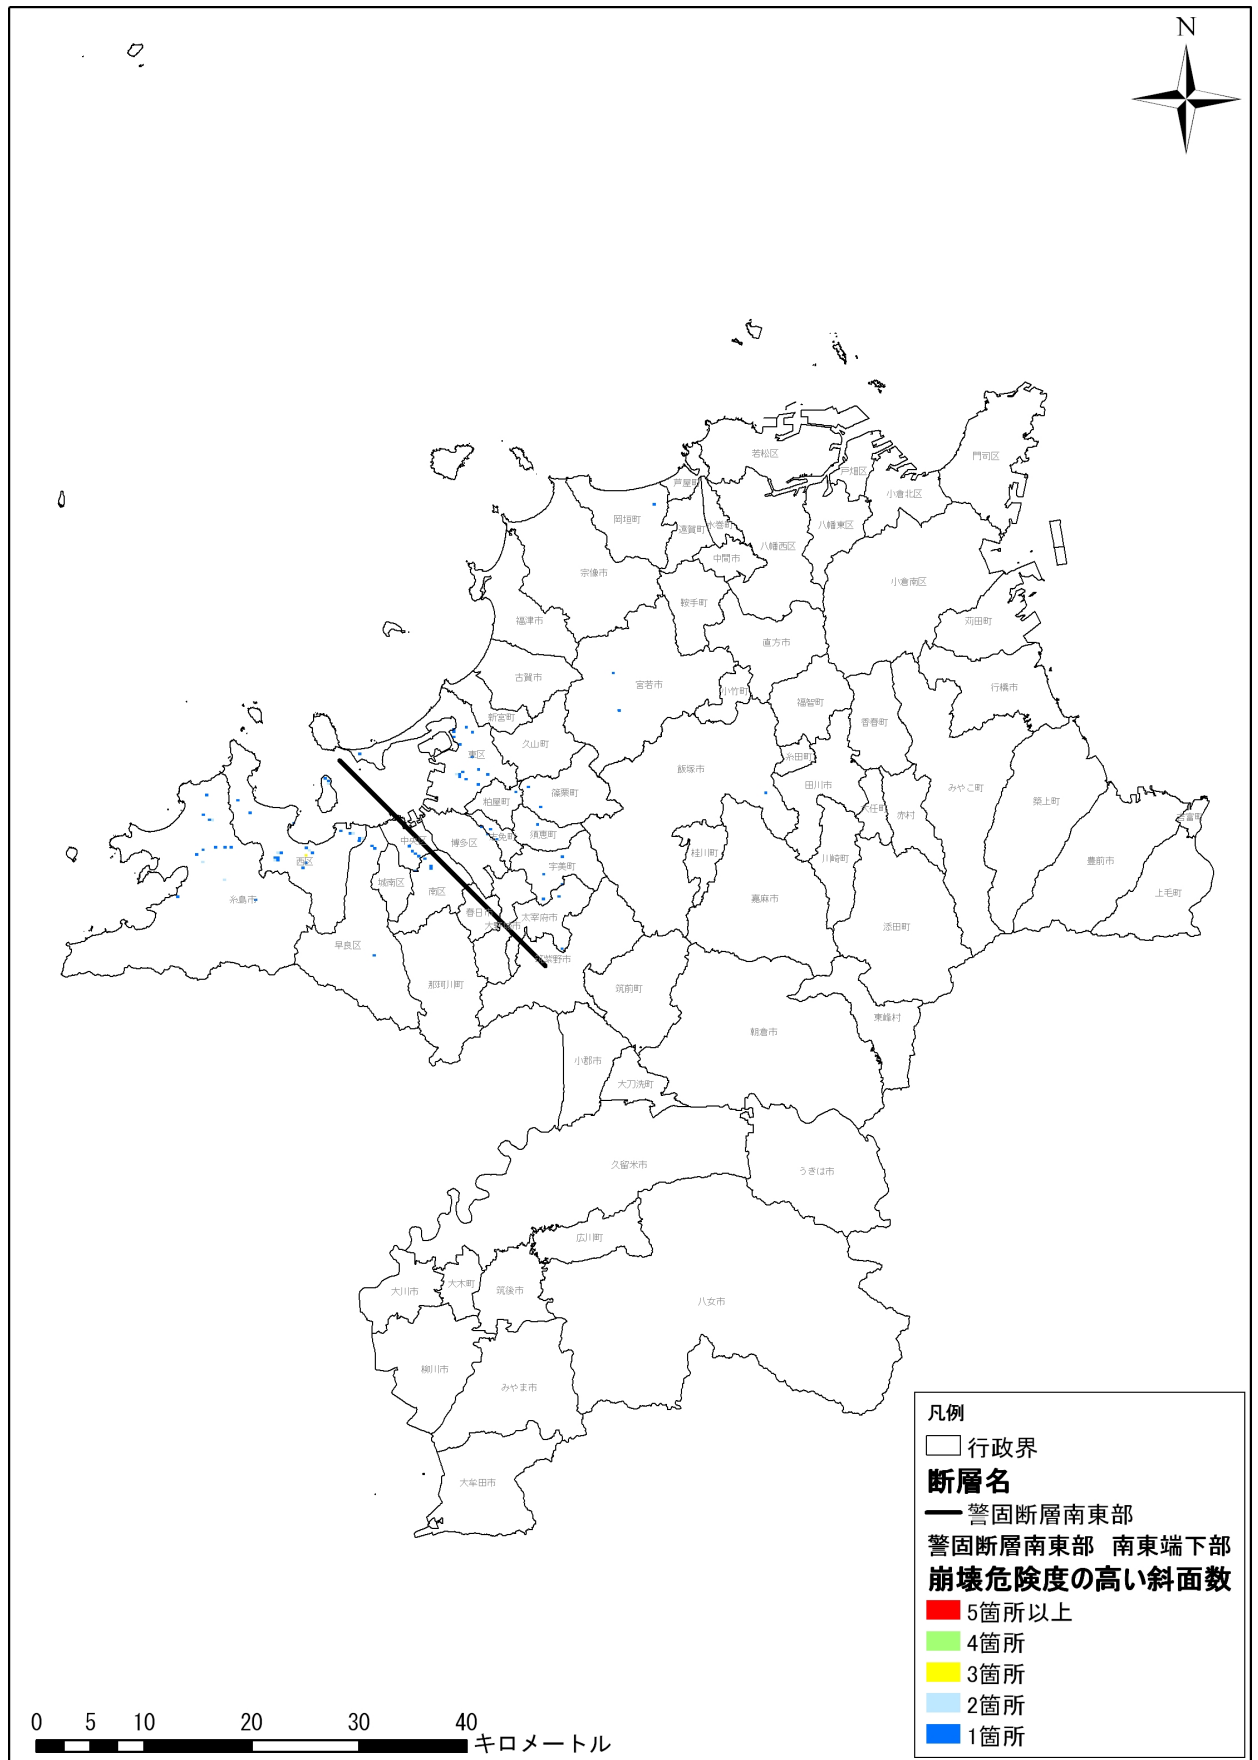 N
若松区
門司区
戸畑区
芦屋町
小倉北区
岡垣町
遠賀町
水巻町
八幡東区
八幡西区
中間市
宗像市
小倉南区
鞍手町
福津市
苅田町
直方市
古賀市
宮若市
小竹町
行橋市
福智町
新宮町
香春町
久山町
東区
糸田町
飯塚市
田川市
みやこ町
篠栗町
柏屋町
大任町
赤村
築上町
吉富町
須恵町
志免町
中央区
博多区
西区
桂川町
川崎町
豊前市
宇美町
城南区
南区
上毛町
糸島市
嘉麻市
春日市
太宰府市
大野城市
添田町
早良区
筑紫野市
那珂川町
筑前町
東峰村
朝倉市
小郡市
大刀洗町
久留米市
うきは市
広川町
大川市
大木町
筑後市
八女市
柳川市
みやま市
大牟田市
凡例
行政界
断層名
警固断層南東部
警固断層南東部 南東端下部
崩壊危険度の高い斜面数
5箇所以上
4箇所
3箇所
2箇所
1箇所
0 5 10 20 30 40
キロメートル